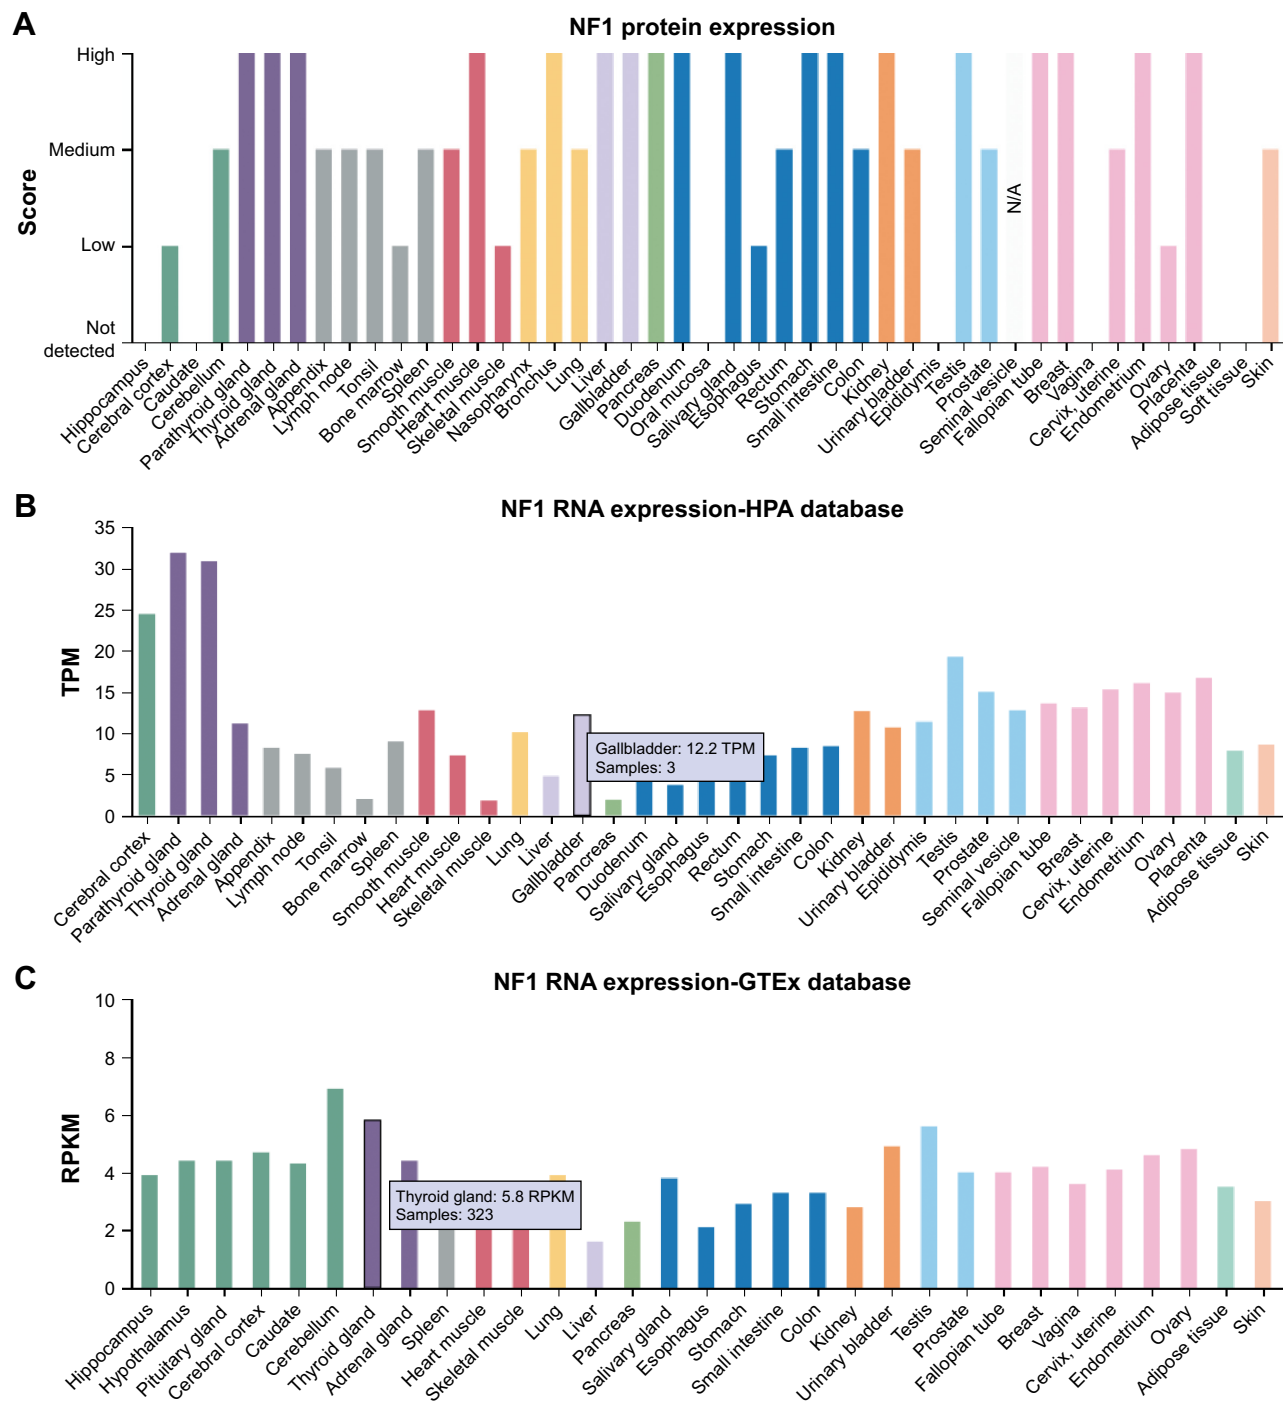 A
NF1 protein expression
Score
High
Medium
Low
Not
detected
N/A
Hippocampus
Cerebral cortex
Caudate
Cerebellum
Parathyroid gland
Thyroid gland
Adrenal gland
Appendix
Lymph node
Tonsil
Bone marrow
Spleen
Smooth muscle
Heart muscle
Skeletal muscle
Nasopharynx
Bronchus
Lung
Liver
Gallbladder
Pancreas
Duodenum
Oral mucosa
Salivary gland
Esophagus
Rectum
Stomach
Small intestine
Colon
Kidney
Urinary bladder
Epididymis
Testis
Prostate
Seminal vesicle
Fallopian tube
Breast
Vagina
Cervix, uterine
Endometrium
Ovary
Placenta
Adipose tissue
Soft tissue
Skin
B
NF1 RNA expression-HPA database
TPM
35
30
25
20
15
10
5
0
Gallbladder: 12.2 TPM
Samples: 3
Cerebral cortex
Parathyroid gland
Thyroid gland
Adrenal gland
Appendix
Lymph node
Tonsil
Bone marrow
Spleen
Smooth muscle
Heart muscle
Skeletal muscle
Lung
Liver
Gallbladder
Pancreas
Duodenum
Salivary gland
Esophagus
Rectum
Stomach
Small intestine
Colon
Kidney
Urinary bladder
Epididymis
Testis
Prostate
Seminal vesicle
Fallopian tube
Breast
Cervix, uterine
Endometrium
Ovary
Placenta
Adipose tissue
Skin
C
NF1 RNA expression-GTEx database
RPKM
10
8
6
4
2
0
Thyroid gland: 5.8 RPKM
Samples: 323
Hippocampus
Hypothalamus
Pituitary gland
Cerebral cortex
Caudate
Cerebellum
Thyroid gland
Adrenal gland
Spleen
Heart muscle
Skeletal muscle
Lung
Liver
Pancreas
Salivary gland
Esophagus
Stomach
Small intestine
Colon
Kidney
Urinary bladder
Testis
Prostate
Fallopian tube
Breast
Vagina
Cervix, uterine
Endometrium
Ovary
Adipose tissue
Skin